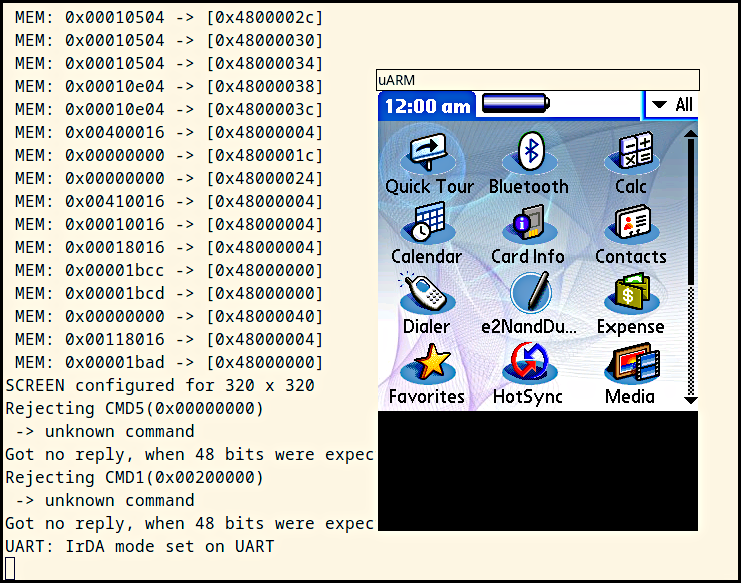 MEM: 0x00010504 -> [0x4800002c]
MEM: 0x00010504 -> [0x48000030]
MEM: 0x00010504 -> [0x48000034]
MEM: 0x00010e04 -> [0x48000038]
MEM: 0x00010e04 -> [0x4800003c]
MEM: 0x00400016 -> [0x48000004]
MEM: 0x00000000 -> [0x4800001c]
MEM: 0x00000000 -> [0x48000024]
MEM: 0x00410016 -> [0x48000004]
MEM: 0x00010016 -> [0x48000004]
MEM: 0x00018016 -> [0x48000004]
MEM: 0x00001bcc -> [0x48000000]
MEM: 0x00001bcd -> [0x48000000]
MEM: 0x00000000 -> [0x48000040]
MEM: 0x00118016 -> [0x48000004]
MEM: 0x00001bad -> [0x48000000]
SCREEN configured for 320 x 320
Rejecting CMD5(0x00000000)
-> unknown command
Got no reply, when 48 bits were expec
Rejecting CMD1(0x00200000)
-> unknown command
Got no reply, when 48 bits were expec
UART: IrDA mode set on UART
uARM
12:00 am All
Quick Tour Bluetooth Calc
Calendar Card Info Contacts
Dialer e2NandDu... Expense
Favorites HotSync Media